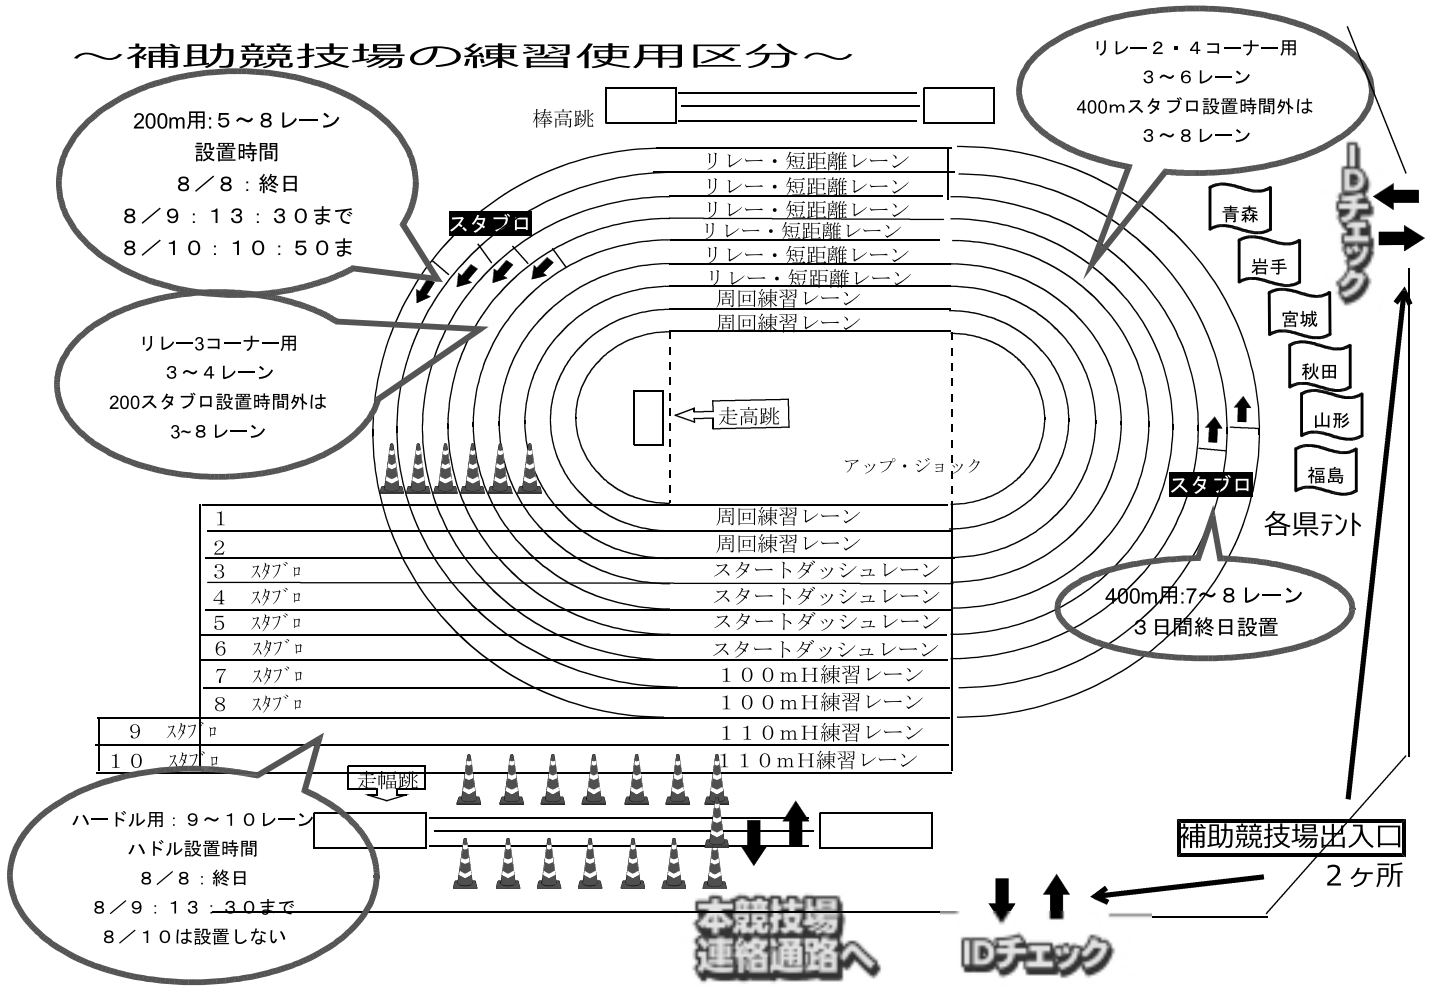 ～補助競技場の練習使用区分～
200m用:５～８レーン
設置時間
８／８：終日
８／９：１３：３０まで
８／１０：１０：５０ま
リレー3コーナー用
３～４レーン
200スタブロ設置時間外は
3~８レーン
棒高跳
リレー２・４コーナー用
３～６レーン
400mスタブロ設置時間外は
３～８レーン
IDチェック
スタブロ
リレー・短距離レーン
リレー・短距離レーン
リレー・短距離レーン
リレー・短距離レーン
リレー・短距離レーン
リレー・短距離レーン
周回練習レーン
周回練習レーン
走高跳
アップ・ジョック
青森
岩手
宮城
秋田
山形
福島
各県ﾃﾝﾄ
スタブロ
400m用:7～８レーン
３日間終日設置
１ 周回練習レーン
２ 周回練習レーン
３ ｽﾀﾌﾞﾛ スタートダッシュレーン
４ ｽﾀﾌﾞﾛ スタートダッシュレーン
５ ｽﾀﾌﾞﾛ スタートダッシュレーン
６ ｽﾀﾌﾞﾛ スタートダッシュレーン
７ ｽﾀﾌﾞﾛ １００ｍH練習レーン
８ ｽﾀﾌﾞﾛ １００ｍH練習レーン
９ ｽﾀﾌﾞﾛ １１０ｍH練習レーン
１０ ｽﾀﾌﾞﾛ １１０ｍH練習レーン
走幅跳
ハードル用：９～１０レーン
ハドル設置時間
８／８：終日
８／９：１３：３０まで
８／１０は設置しない
補助競技場出入口
２ヶ所
本競技場
連絡通路へ
IDチェック